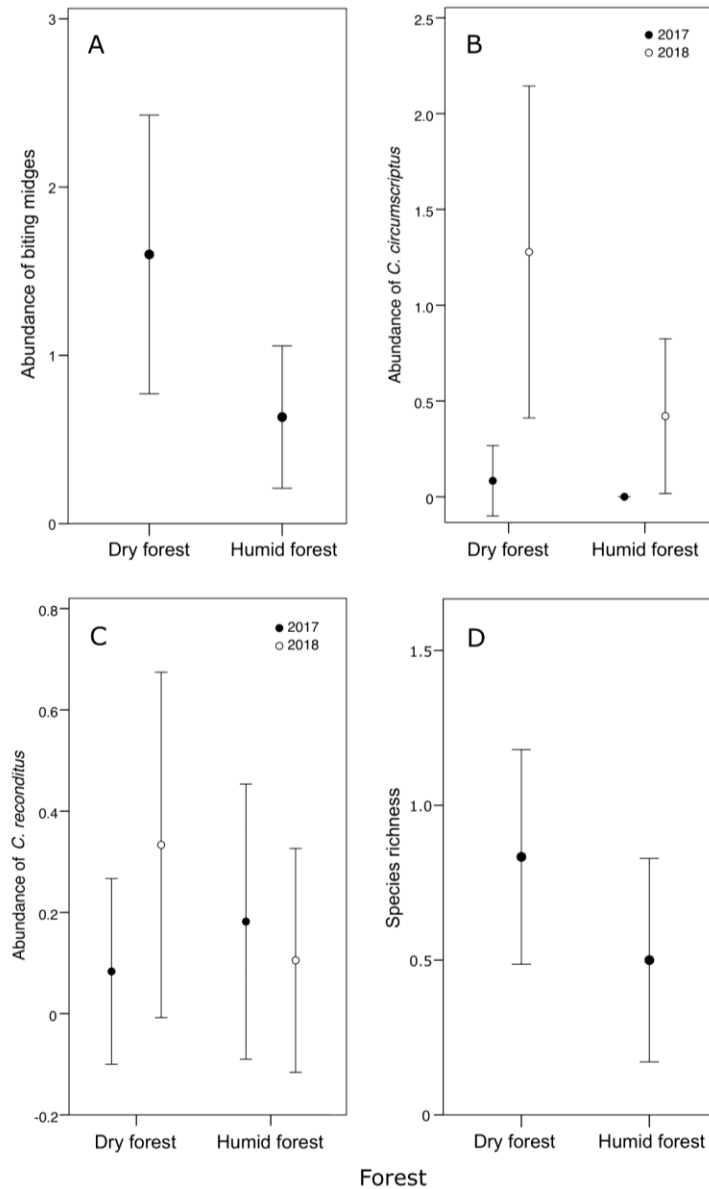 A
Abundance of biting midges
3
2
1
0
Dry forest Humid forest
B
2017
2018
Abundance of C. circumscriptus
2.5
2.0
1.5
1.0
0.5
0
Dry forest Humid forest
C
2017
2018
Abundance of C. reconditus
0.8
0.6
0.4
0.2
0
-0.2
Dry forest Humid forest
D
Species richness
1.5
1.0
0.5
0
Dry forest Humid forest
Forest